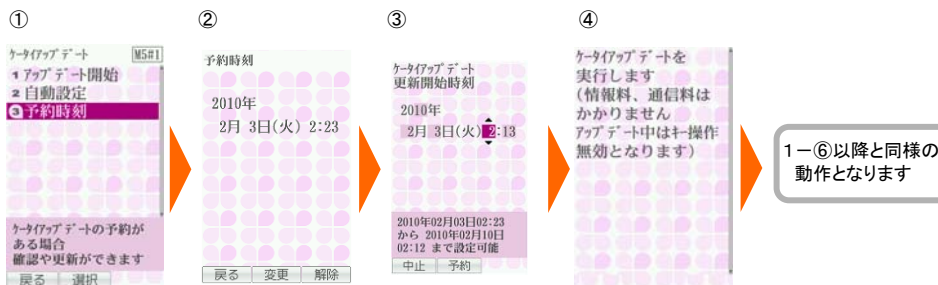 ①
ｹｰﾀｲｱｯﾌﾟﾃﾞｰﾄ M5#1
1 ｱｯﾌﾟﾃﾞｰﾄ開始
2 自動設定
3 予約時刻
ｹｰﾀｲｱｯﾌﾟﾃﾞｰﾄの予約が
ある場合
確認や更新ができます
戻る 選択
②
予約時刻
2010年
2月 3日(火) 2:23
戻る 変更 解除
③
ｹｰﾀｲｱｯﾌﾟﾃﾞｰﾄ
更新開始時刻
2010年
2月 3日(火) 2:13
2010年02月03日02:23
から 2010年02月10日
02:12 まで設定可能
中止 予約
④
ｹｰﾀｲｱｯﾌﾟﾃﾞｰﾄを
実行します
(情報料、通信料は
かかりません
ｱｯﾌﾟﾃﾞｰﾄ中はｷｰ操作
無効となります)
１－⑥以降と同様の
動作となります